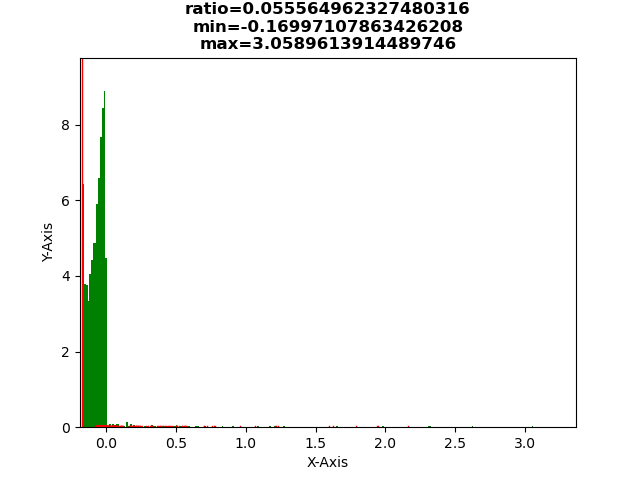 ratio=0.055564962327480316
min=-0.16997107863426208
max=3.0589613914489746
8
6
4
2
0
Y-Axis
0.0 0.5 1.0 1.5 2.0 2.5 3.0
X-Axis